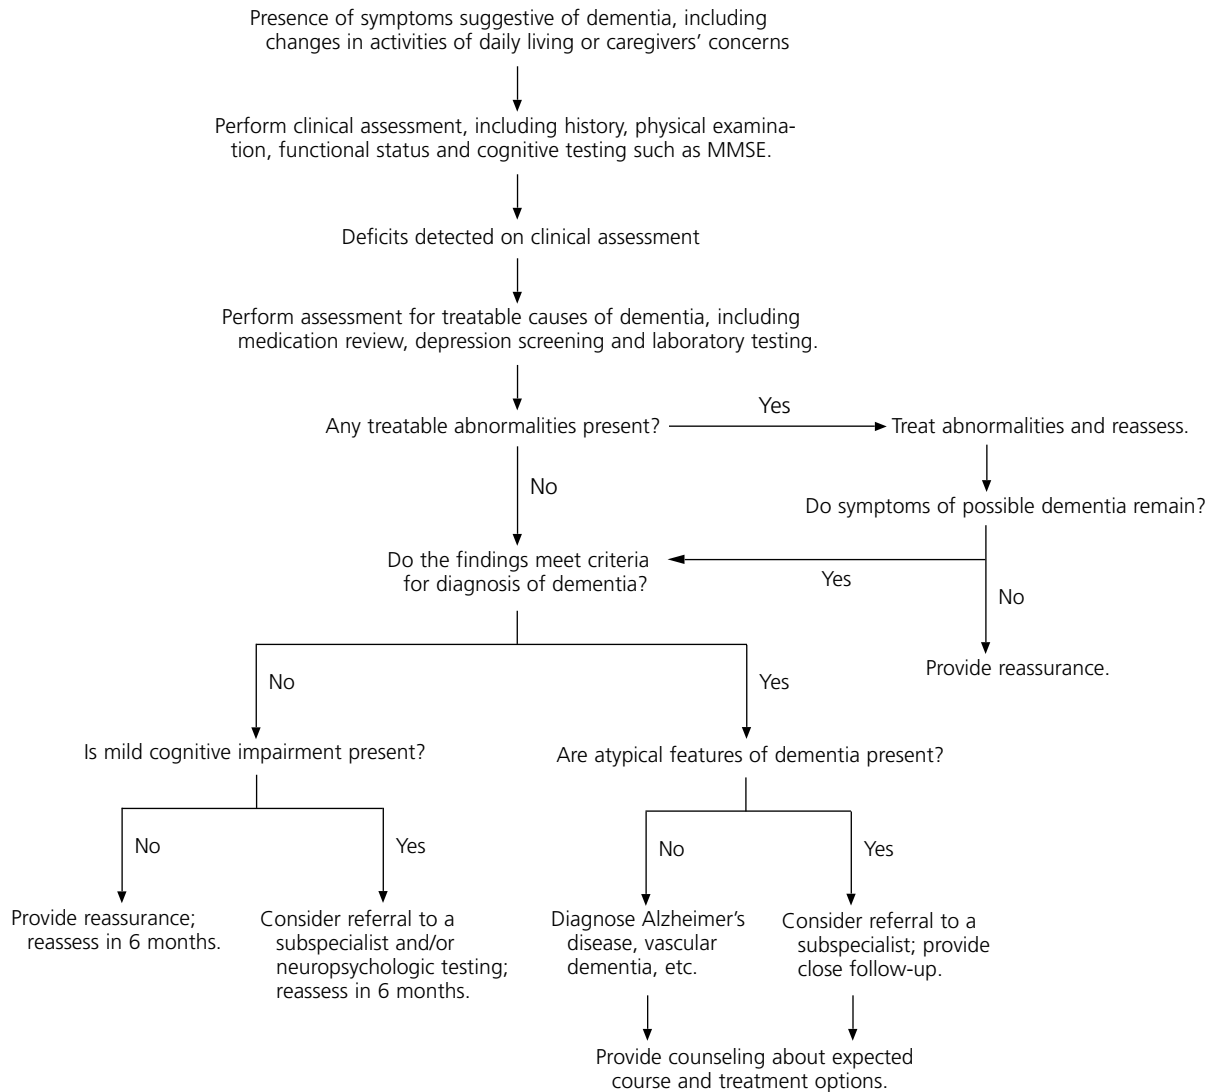 Presence of symptoms suggestive of dementia, including
changes in activities of daily living or caregivers' concerns
Perform clinical assessment, including history, physical examina-
tion, functional status and cognitive testing such as MMSE.
Deficits detected on clinical assessment
Perform assessment for treatable causes of dementia, including
medication review, depression screening and laboratory testing.
Any treatable abnormalities present?
Yes
Treat abnormalities and reassess.
No
Do symptoms of possible dementia remain?
Do the findings meet criteria
for diagnosis of dementia?
Yes
No
Provide reassurance.
No
Yes
Is mild cognitive impairment present?
Are atypical features of dementia present?
No
Yes
No
Yes
Provide reassurance;
reassess in 6 months.
Consider referral to a
subspecialist and/or
neuropsychologic testing;
reassess in 6 months.
Diagnose Alzheimer's
disease, vascular
dementia, etc.
Consider referral to a
subspecialist; provide
close follow-up.
Provide counseling about expected
course and treatment options.